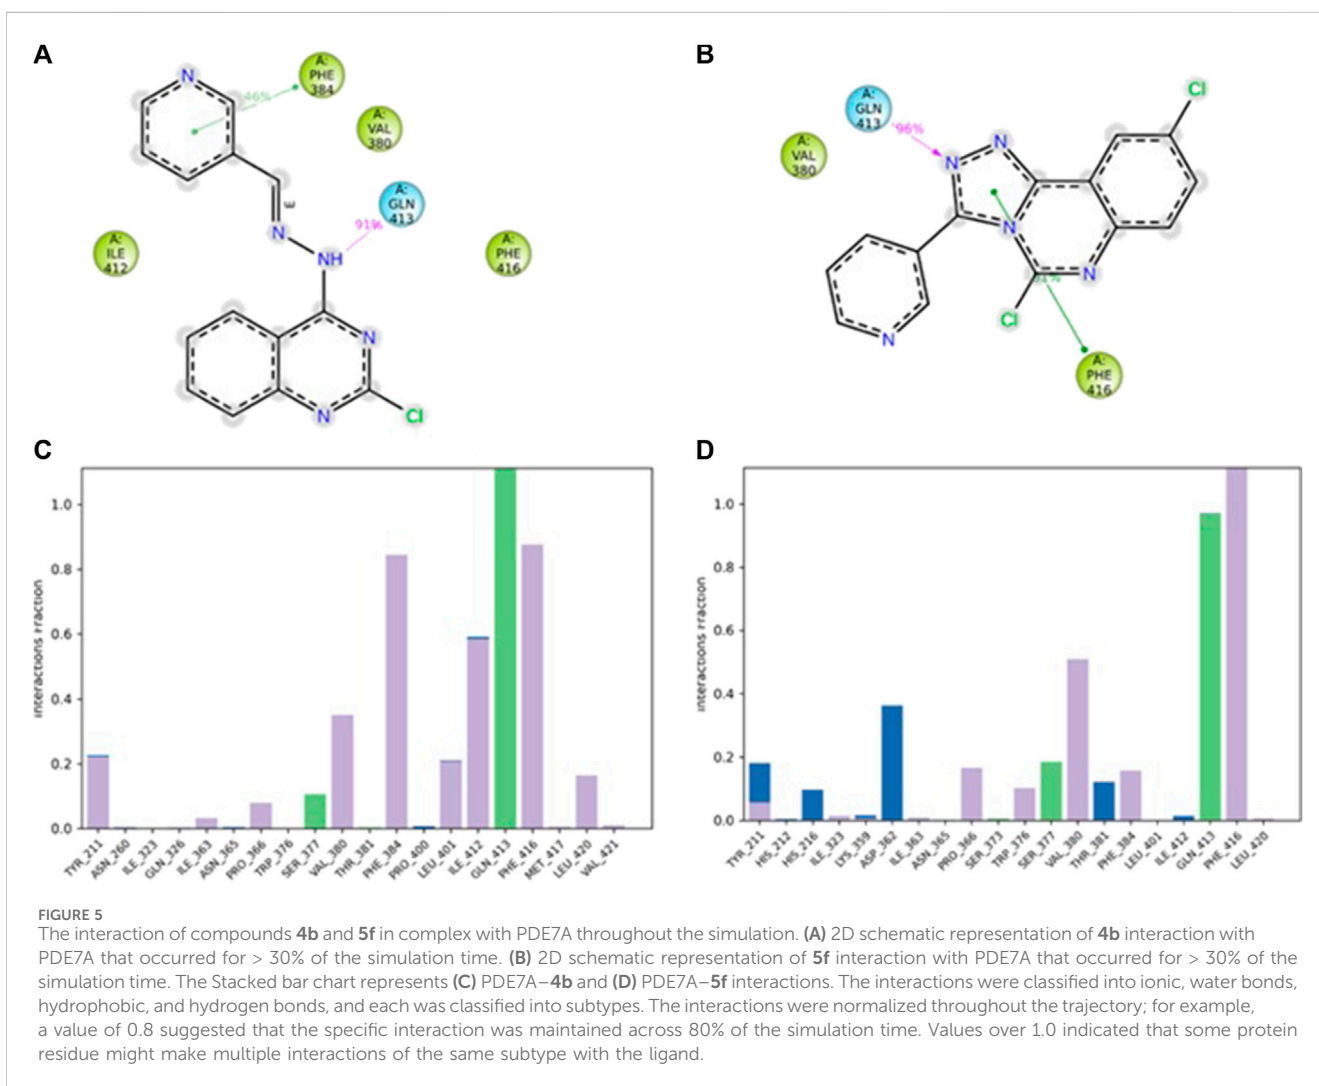 A
B
N
A:
PHE
384
46%
A:
VAL
380
A:
GLN
413
E
91%
N
NH
A:
ILE
412
A:
PHE
416
N
N
Cl
Cl
A:
GLN
413
96%
N
N
A:
VAL
380
N
N
Cl
N
A:
PHE
416
C
D
Interactions Fraction
1.0
0.8
0.6
0.4
0.2
0.0
TYR_211
ASN_260
ILE_323
GLN_326
ILE_363
ASN_365
PRO_366
TRP_376
SER_377
VAL_380
THR_381
PHE_384
PRO_400
LEU_401
ILE_412
GLN_413
PHE_416
MET_417
LEU_420
VAL_421
Interactions Fraction
1.0
0.8
0.6
0.4
0.2
0.0
TYR_211
HIS_212
HIS_216
ILE_323
LYS_359
ASP_362
ILE_363
ASN_365
PRO_366
SER_373
TRP_376
SER_377
VAL_380
THR_381
PHE_384
LEU_401
ILE_412
GLN_413
PHE_416
LEU_420
FIGURE 5
The interaction of compounds 4b and 5f in complex with PDE7A throughout the simulation. (A) 2D schematic representation of 4b interaction with
PDE7A that occurred for > 30% of the simulation time. (B) 2D schematic representation of 5f interaction with PDE7A that occurred for > 30% of the
simulation time. The Stacked bar chart represents (C) PDE7A–4b and (D) PDE7A–5f interactions. The interactions were classified into ionic, water bonds,
hydrophobic, and hydrogen bonds, and each was classified into subtypes. The interactions were normalized throughout the trajectory; for example,
a value of 0.8 suggested that the specific interaction was maintained across 80% of the simulation time. Values over 1.0 indicated that some protein
residue might make multiple interactions of the same subtype with the ligand.